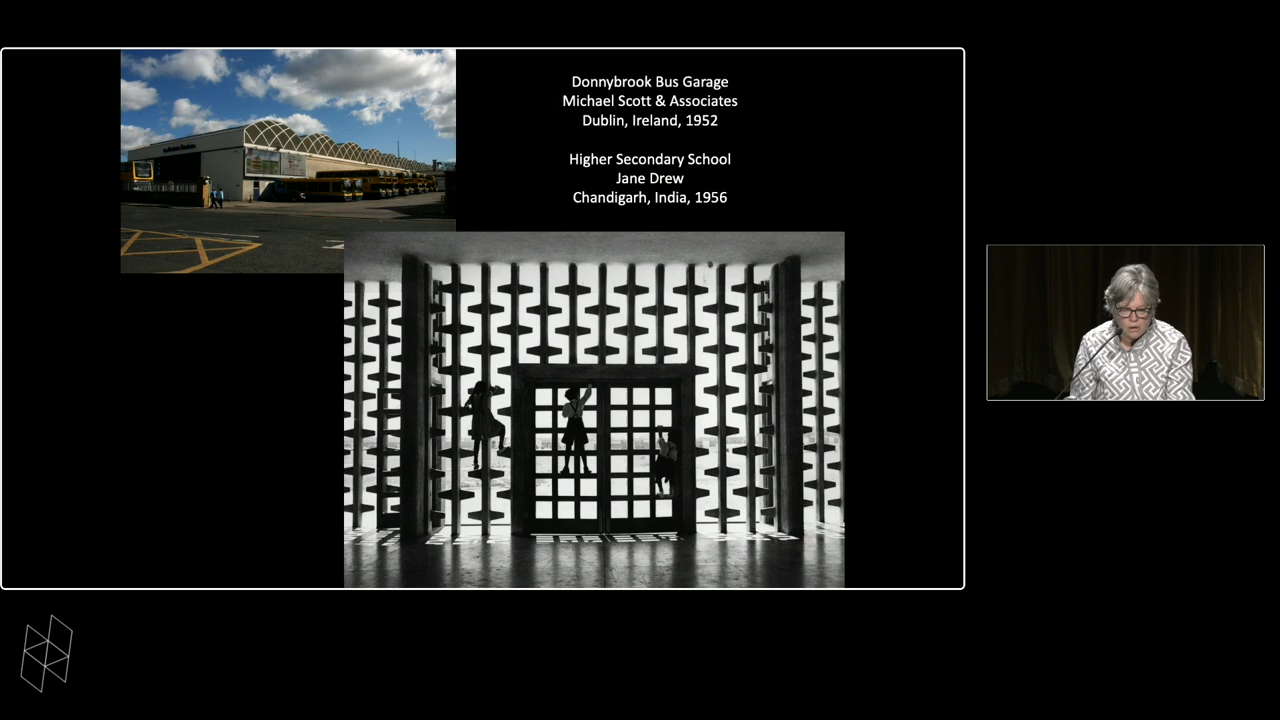 Donnybrook Bus Garage
Michael Scott & Associates
Dublin, Ireland, 1952
Higher Secondary School
Jane Drew
Chandigarh, India, 1956